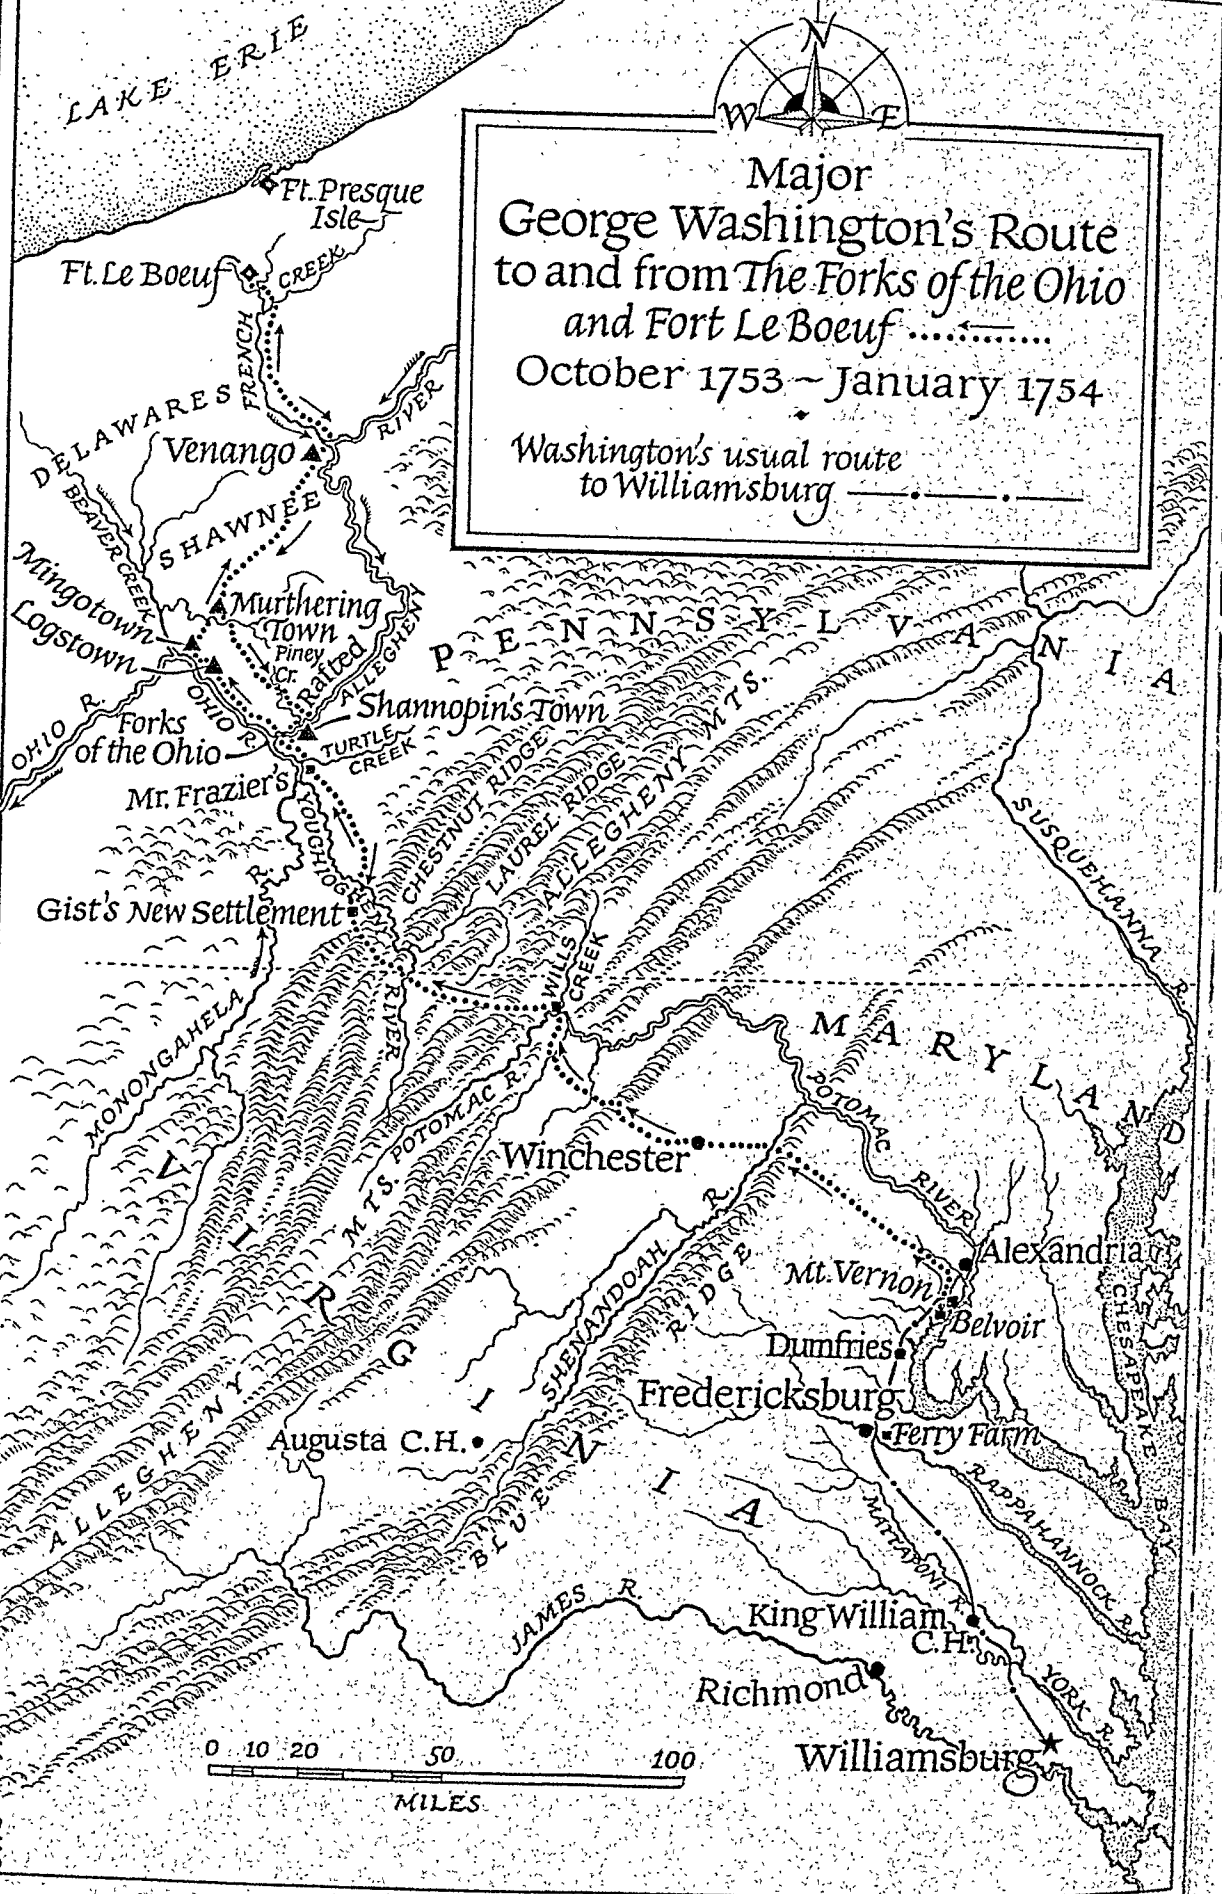 LAKE ERIE
N
W E
Major
George Washington's Route
to and from The Forks of the Ohio
and Fort Le Boeuf
October 1753 ~ January 1754
Washington's usual route
to Williamsburg
Ft. Presque
Isle
Ft. Le Boeuf
CREEK
FRENCH
RIVER
DELAWARES
Venango
BEAVER CREEK
SHAWNEE
Mingotown
Logstown
Murthering
Town
Piney
Cr.
Rafted
ALLEGHENY
PENNSYLVANIA
Shannopin's Town
OHIO R.
OHIO R.
Forks
of the Ohio
TURTLE
CREEK
Mr. Frazier's
YOUGHIOGHENY
RIVER
CHESTNUT RIDGE
LAUREL RIDGE
ALLEGHENY MTS.
SUSQUEHANNA R.
Gist's New Settlement
WILLS
CREEK
MONONGAHELA R.
MARYLAND
POTOMAC R.
POTOMAC RIVER
Winchester
VIRGINIA
ALLEGHENY MTS.
SHENANDOAH R.
BLUE RIDGE
Alexandria
Mt. Vernon
Belvoir
Dumfries
CHESAPEAKE BAY
Fredericksburg
Ferry Farm
Augusta C.H.
RAPPAHANNOCK R.
MATTAPONI R.
JAMES R.
King William
C.H.
Richmond
YORK R.
Williamsburg
0 10 20 50 100
MILES